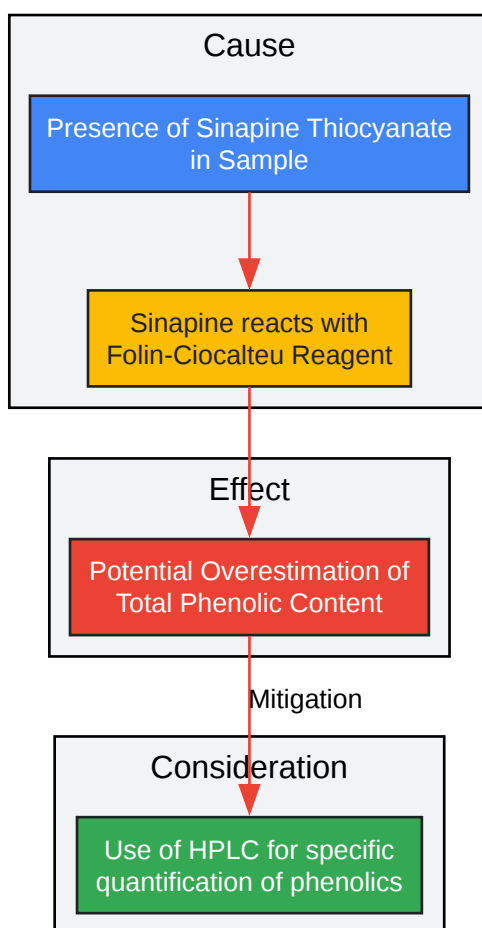 Cause
Presence of Sinapine Thiocyanate
in Sample
Sinapine reacts with
Folin-Ciocalteu Reagent
Effect
Potential Overestimation of
Total Phenolic Content
Mitigation
Consideration
Use of HPLC for specific
quantification of phenolics